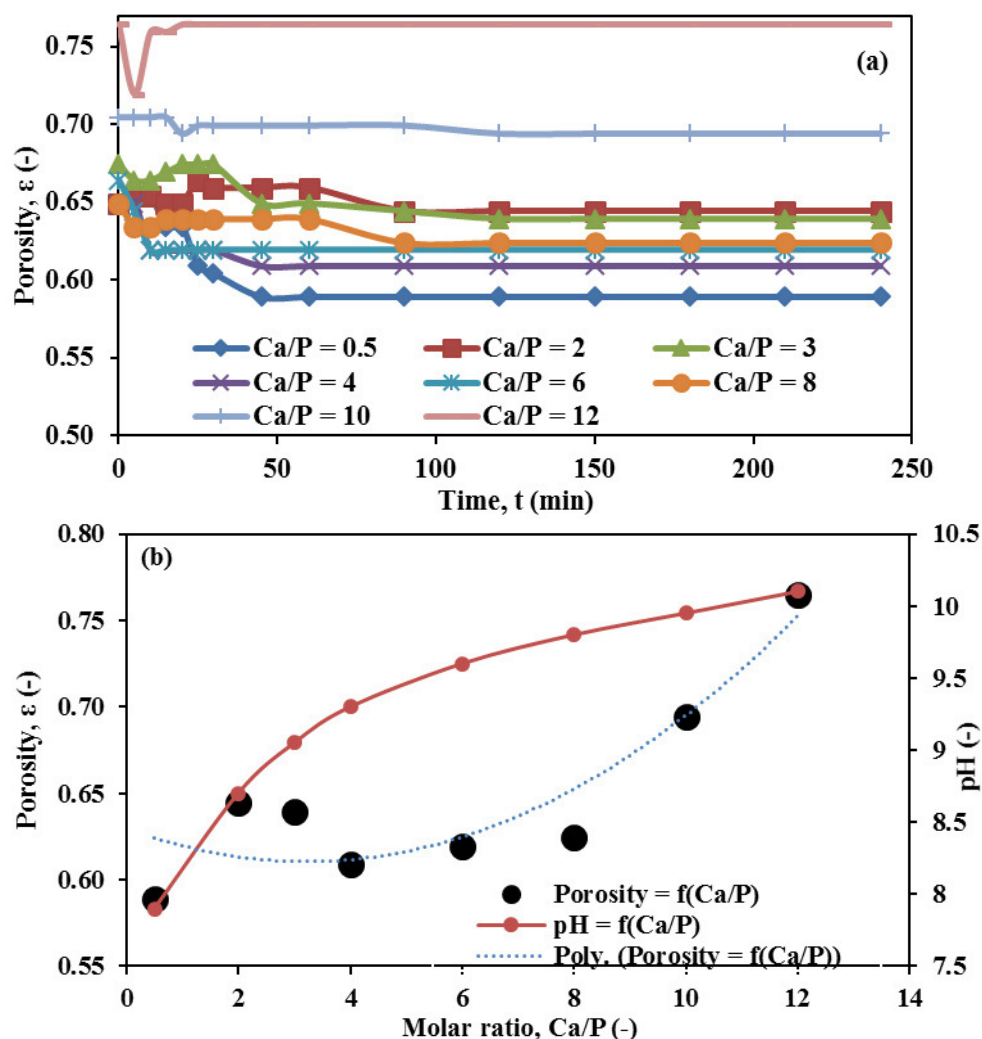 (a)
0.75
0.70
0.65
0.60
0.55
0.50
Porosity, ε (-)
Ca/P = 0.5 Ca/P = 2 Ca/P = 3
Ca/P = 4 Ca/P = 6 Ca/P = 8
Ca/P = 10 Ca/P = 12
0 50 100 150 200 250
Time, t (min)
(b)
0.80
0.75
0.70
0.65
0.60
0.55
Porosity, ε (-)
10.5
10
9.5
9
8.5
8
7.5
pH (-)
Porosity = f(Ca/P)
pH = f(Ca/P)
Poly. (Porosity = f(Ca/P))
0 2 4 6 8 10 12 14
Molar ratio, Ca/P (-)